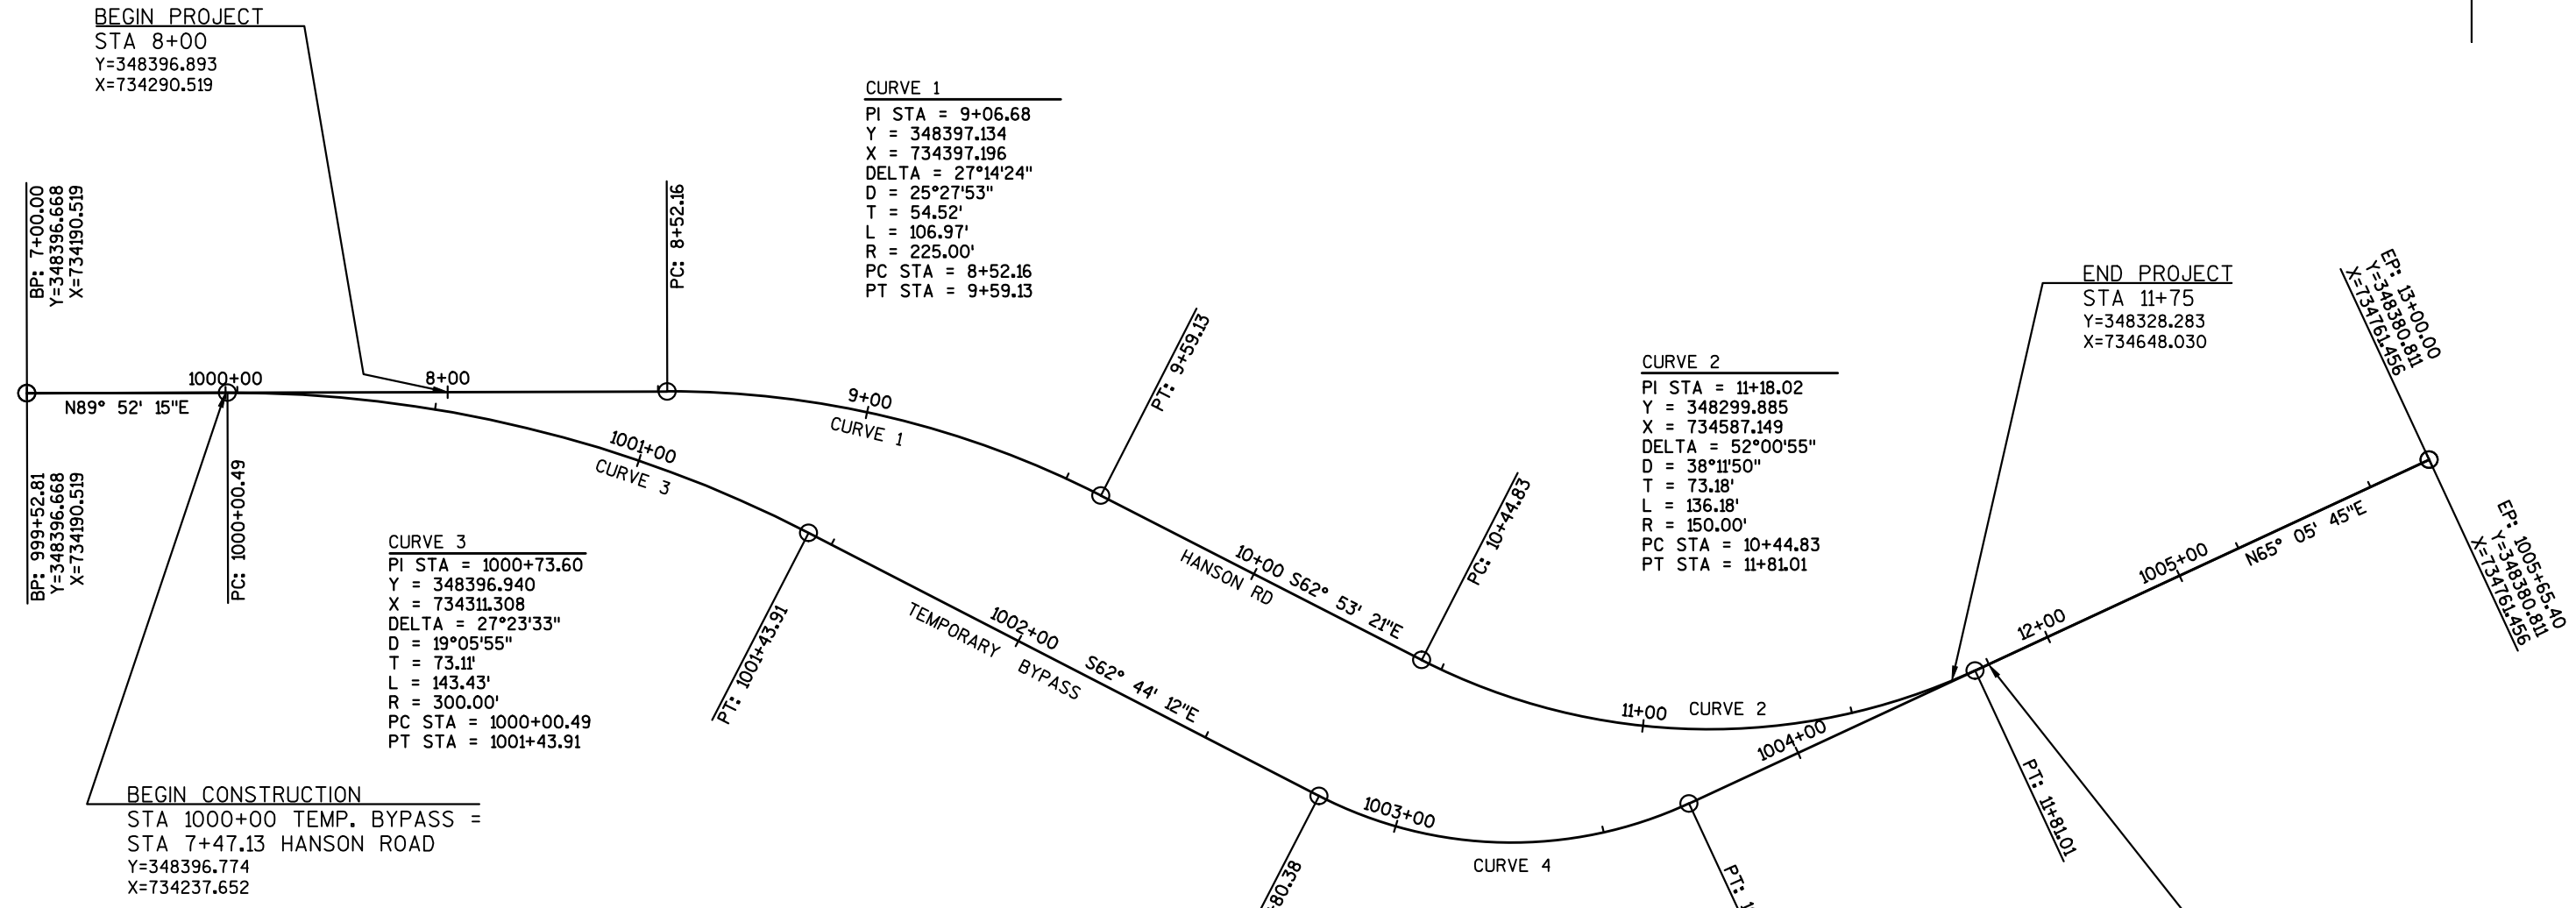 BEGIN PROJECT
STA 8+00
Y=348396.893
X=734290.519
CURVE 1
PI STA = 9+06.68
Y = 348397.134
X = 734397.196
DELTA = 27°14'24"
D = 25°27'53"
T = 54.52'
L = 106.97'
R = 225.00'
PC STA = 8+52.16
PT STA = 9+59.13
BP: 7+00.00
Y=348396.668
X=734190.519
PC: 8+52.16
PT: 9+59.13
END PROJECT
STA 11+75
Y=348328.283
X=734648.030
EP: 13+00.00
Y=348380.811
X=734761.456
CURVE 2
PI STA = 11+18.02
Y = 348299.885
X = 734587.149
DELTA = 52°00'55"
D = 38°11'50"
T = 73.18'
L = 136.18'
R = 150.00'
PC STA = 10+44.83
PT STA = 11+81.01
1000+00
8+00
N89° 52' 15"E
9+00
CURVE 1
1001+00
CURVE 3
BP: 999+52.81
Y=348396.668
X=734190.519
PC: 1000+00.49
PC: 10+44.83
10+00
S62° 53' 21"E
HANSON RD
CURVE 3
PI STA = 1000+73.60
Y = 348396.940
X = 734311.308
DELTA = 27°23'33"
D = 19°05'55"
T = 73.11'
L = 143.43'
R = 300.00'
PC STA = 1000+00.49
PT STA = 1001+43.91
PT: 1001+43.91
1002+00
S62° 44' 12"E
TEMPORARY BYPASS
11+00
CURVE 2
1004+00
12+00
1005+00
N65° 05' 45"E
EP: 1005+65.40
Y=348380.811
X=734761.456
PT: 11+81.01
BEGIN CONSTRUCTION
STA 1000+00 TEMP. BYPASS =
STA 7+47.13 HANSON ROAD
Y=348396.774
X=734237.652
1003+00
CURVE 4
80.38
PT: